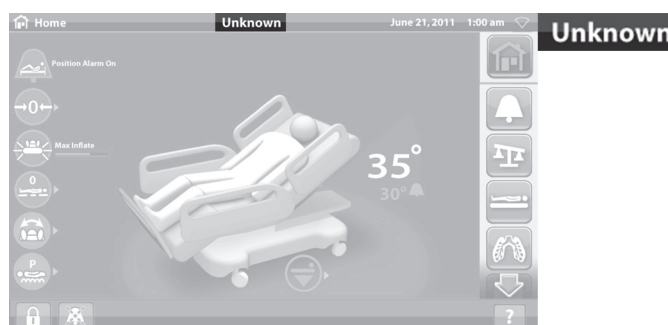 Home Unknown June 21, 2011 1:00 am
Unknown
Position Alarm On
→0←
Max Inflate
35°
30°
0
P
?